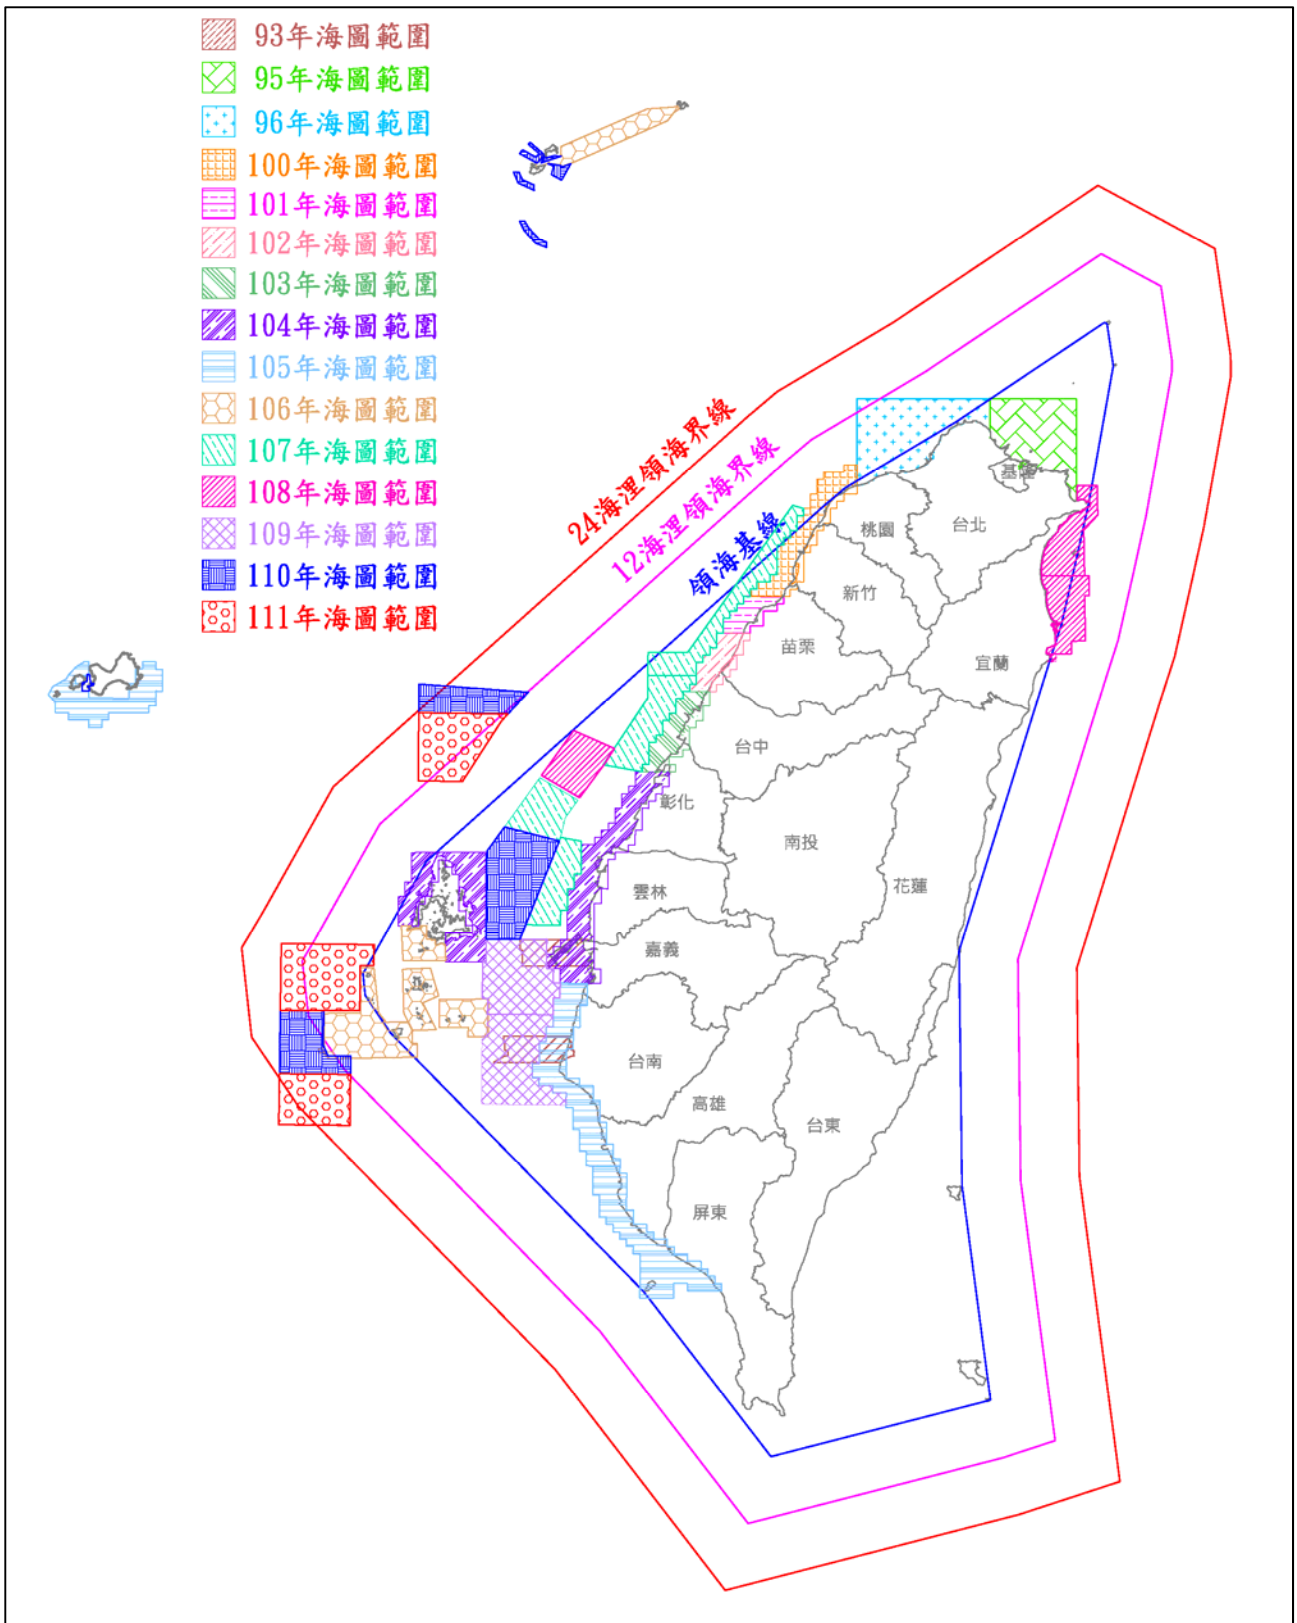 93年海圖範圍
95年海圖範圍
96年海圖範圍
100年海圖範圍
101年海圖範圍
102年海圖範圍
103年海圖範圍
104年海圖範圍
105年海圖範圍
106年海圖範圍
107年海圖範圍
108年海圖範圍
109年海圖範圍
110年海圖範圍
111年海圖範圍
24海浬領海界線
12海浬領海界線
領海基線
基隆
台北
桃園
新竹
苗栗
宜蘭
台中
彰化
南投
花蓮
雲林
嘉義
台南
高雄
台東
屏東